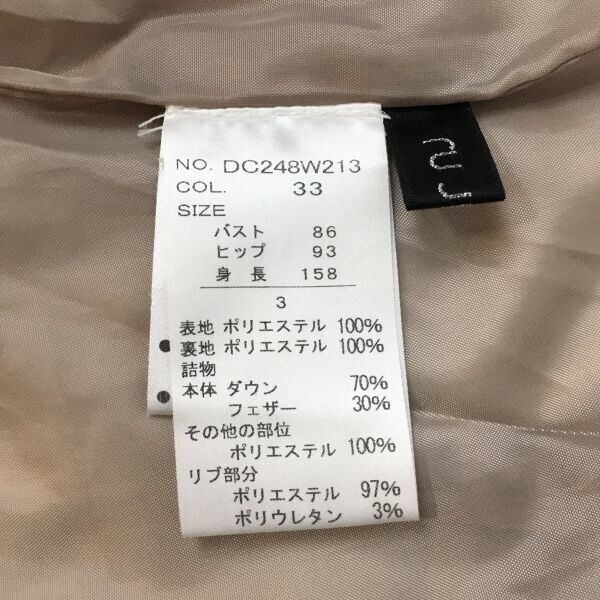 NO. DC248W213
COL. 33
SIZE
バスト 86
ヒップ 93
身長 158
3
表地 ポリエステル 100%
裏地 ポリエステル 100%
詰物
本体 ダウン 70%
フェザー 30%
その他の部位
ポリエステル 100%
リブ部分
ポリエステル 97%
ポリウレタン 3%